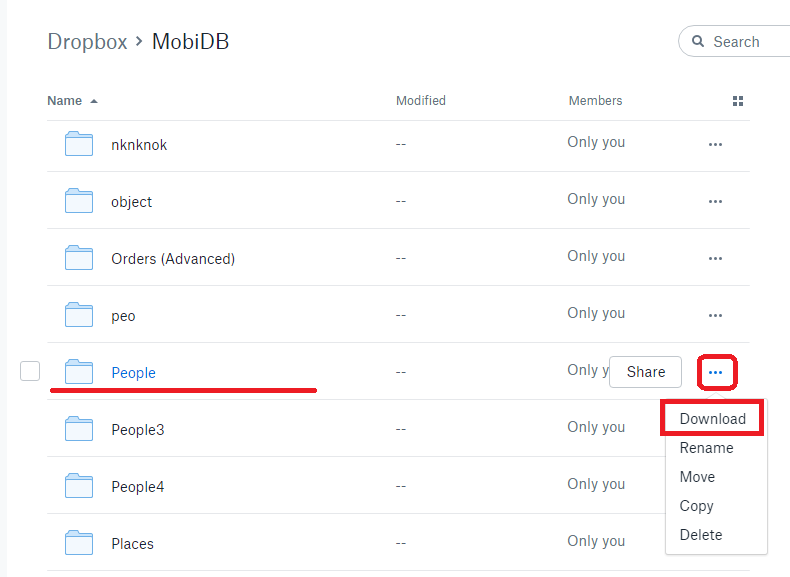 Dropbox > MobiDB
Search
Name Modified Members
nknknok -- Only you ...
object -- Only you ...
Orders (Advanced) -- Only you ...
peo -- Only you ...
People -- Only y Share ...
People3 -- Only you
Download
Rename
People4 -- Only you
Move
Copy
Places -- Only you
Delete